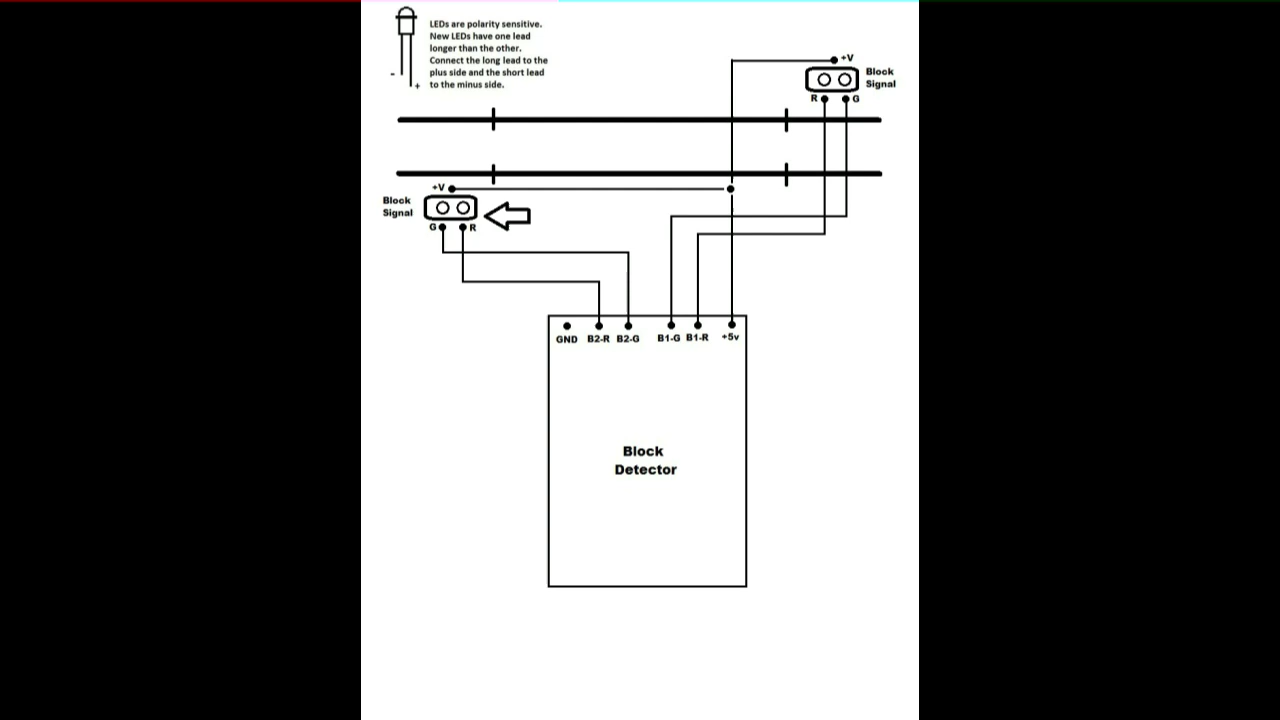 LEDs are polarity sensitive.
New LEDs have one lead
longer than the other.
Connect the long lead to the
plus side and the short lead
to the minus side.
-
+
+V
Block
Signal
R
G
+V
Block
Signal
G
R
GND
B2-R
B2-G
B1-G
B1-R
+5v
Block
Detector